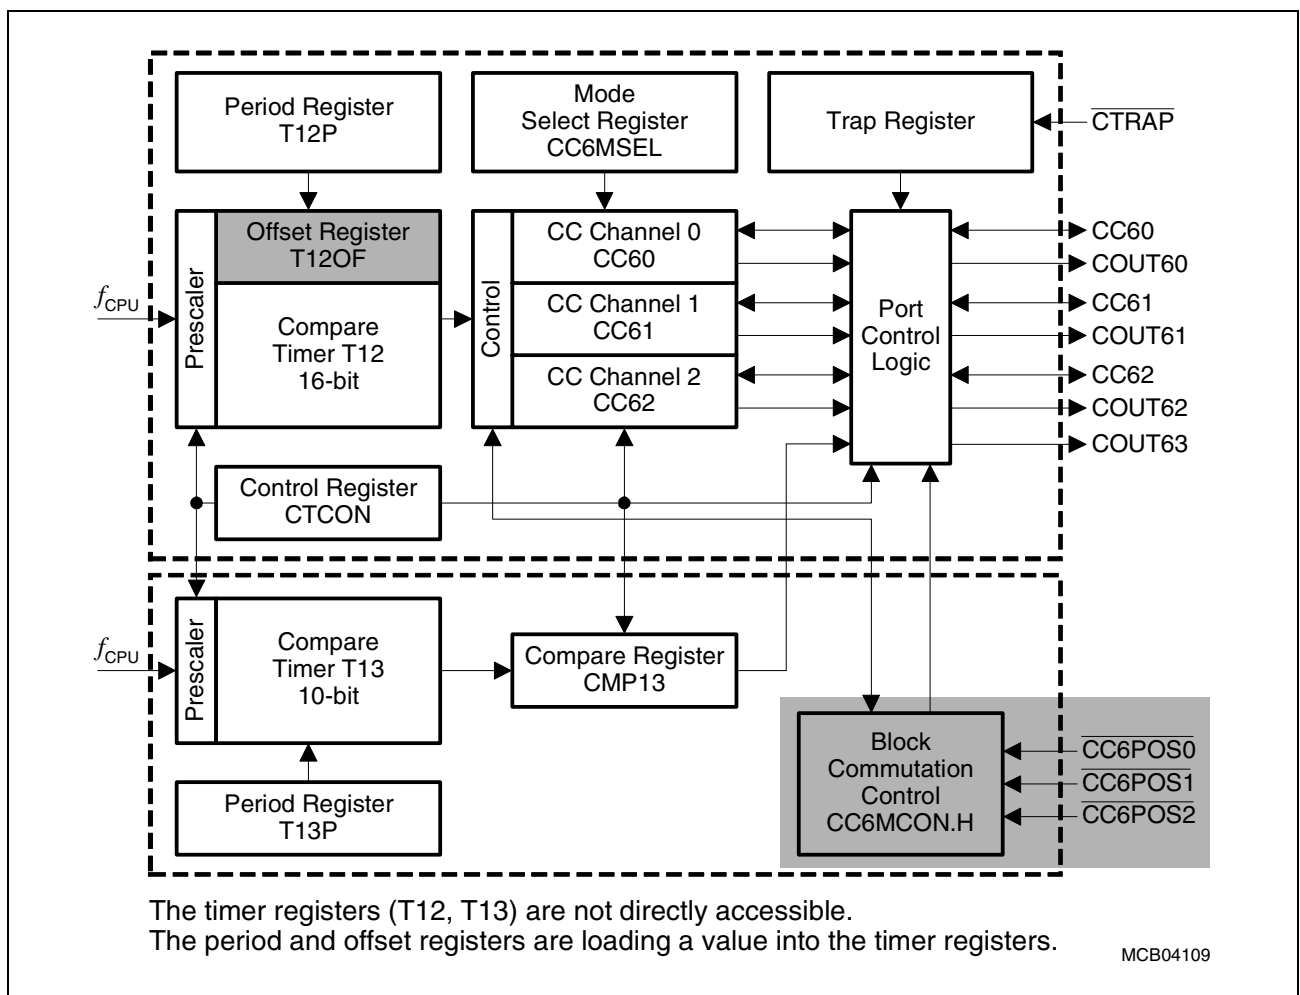 Period Register
T12P
Mode
Select Register
CC6MSEL
Trap Register
CTRAP
Prescaler
Offset Register
T12OF
Compare
Timer T12
16-bit
fCPU
Control
CC Channel 0
CC60
CC Channel 1
CC61
CC Channel 2
CC62
Port
Control
Logic
CC60
COUT60
CC61
COUT61
CC62
COUT62
COUT63
Control Register
CTCON
fCPU
Prescaler
Compare
Timer T13
10-bit
Compare Register
CMP13
Period Register
T13P
Block
Commutation
Control
CC6MCON.H
CC6POS0
CC6POS1
CC6POS2
The timer registers (T12, T13) are not directly accessible.
The period and offset registers are loading a value into the timer registers.
MCB04109